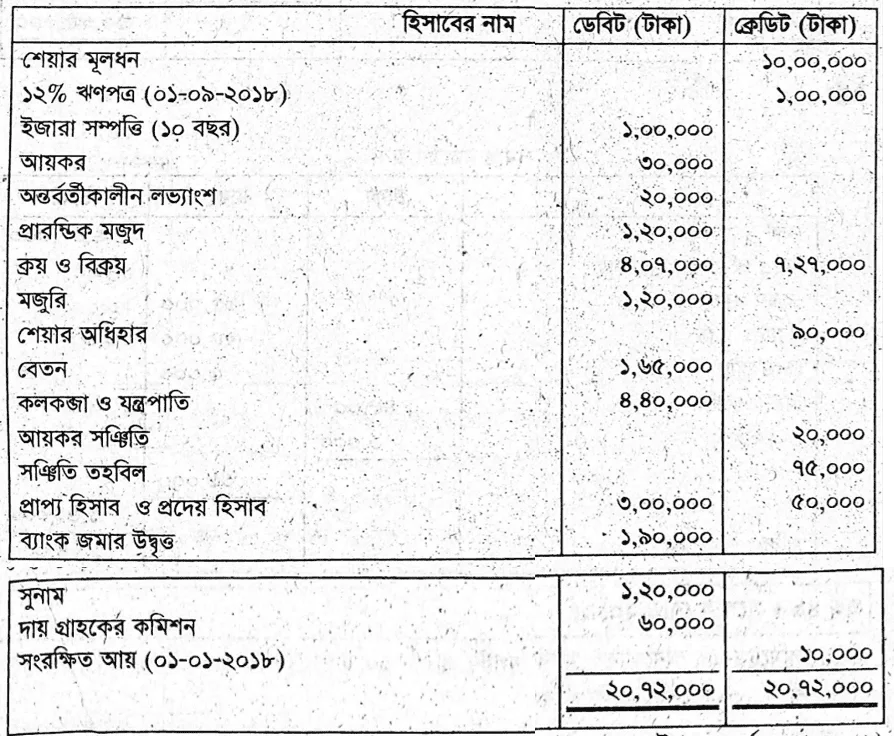 হিসাবের নাম ডেবিট (টাকা) ক্রেডিট (টাকা)
শেয়ার মূলধন ১০,০০,০০০
১২% ঋণপত্র (০১-০৯-২০১৮) ১,০০,০০০
ইজারা সম্পত্তি (১০ বছর) ১,০০,০০০
আয়কর ৩০,০০০
অন্তর্বর্তীকালীন লভ্যাংশ ২০,০০০
প্রারম্ভিক মজুদ ১,২০,০০০
ক্রয় ও বিক্রয় ৪,০৭,০০০ ৭,২৭,০০০
মজুরি ১,২০,০০০
শেয়ার অধিহার ৯০,০০০
বেতন ১,৬৫,০০০
কলকব্জা ও যন্ত্রপাতি ৪,৪০,০০০
আয়কর সঞ্চিতি ২০,০০০
সঞ্চিতি তহবিল ৭৫,০০০
প্রাপ্য হিসাব ও প্রদেয় হিসাব ৩,০০,০০০ ৫০,০০০
ব্যাংক জমার উদ্বৃত্ত ১,৯০,০০০
সুনাম ১,২০,০০০
দায় গ্রাহকের কমিশন ৬০,০০০
সংরক্ষিত আয় (০১-০১-২০১৮) ১০,০০০
২০,৭২,০০০ ২০,৭২,০০০